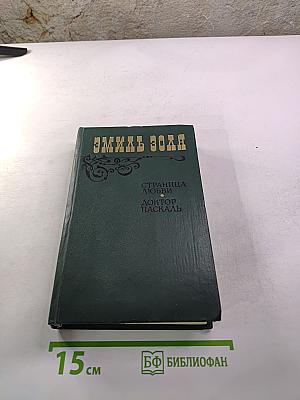 ЭМИЛЬ ЗОЛЯ
СТРАНИЦА
ЛЮБВИ
ДОКТОР
ПАСКАЛЬ
15 см
БФ БИБЛИОФАН